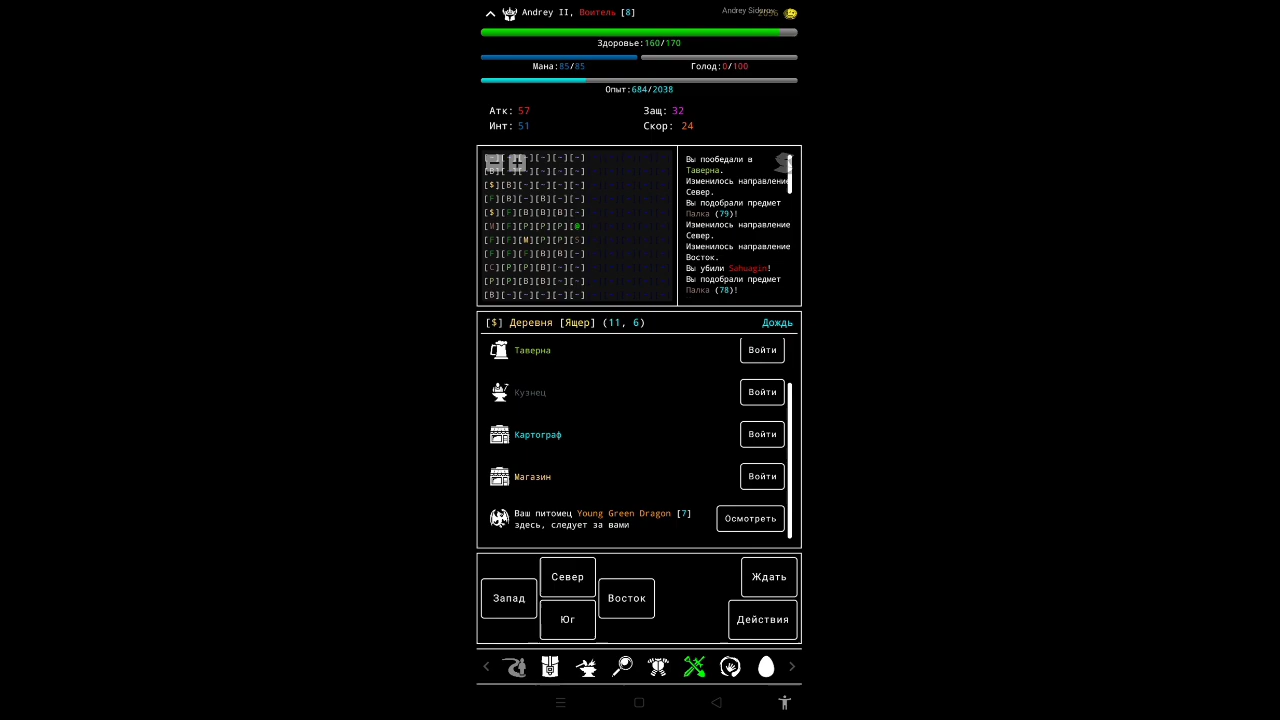 Andrey II, Воитель [8]
Andrey Sidorov
Здоровье:160/170
Мана:85/85 Голод:0/100
Опыт:684/2038
Атк: 57 Защ: 32
Инт: 51 Скор: 24
[$][B][~][~][~][~]
[F][B][~][B][B][~]
[$][F][B][B][B][~]
[M][F][P][P][P][@]
[F][F][M][P][P][S]
[F][F][F][B][B][~]
[C][P][P][B][~][~]
[P][P][B][B][~][~]
[B][~][~][~][~][~]
Вы пообедали в
Таверна.
Изменилось направление
Север.
Вы подобрали предмет
Палка (79)!
Изменилось направление
Север.
Изменилось направление
Восток.
Вы убили Sahuagin!
Вы подобрали предмет
Палка (78)!
[$] Деревня [Ящер] (11, 6) Дождь
Таверна Войти
Кузнец Войти
Картограф Войти
Магазин Войти
Ваш питомец Young Green Dragon [7]
здесь, следует за вами
Осмотреть
Север Ждать
Запад Восток
Юг Действия